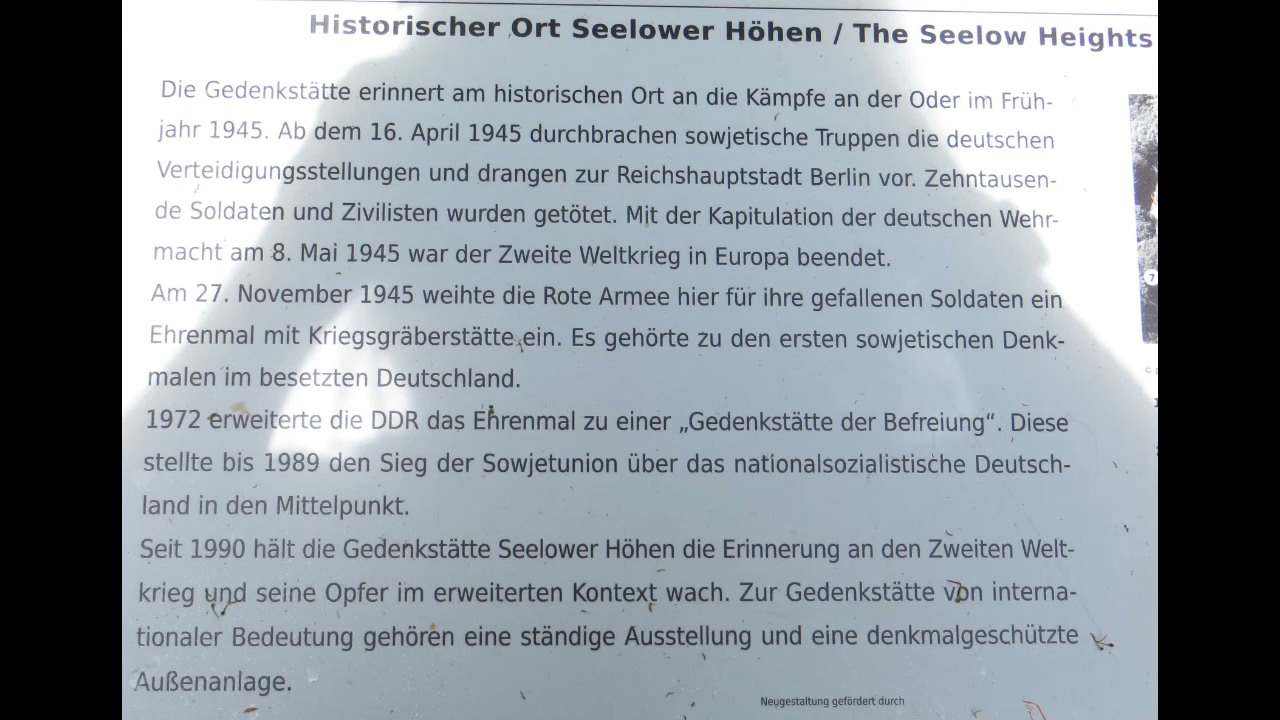 Historischer Ort Seelower Höhen / The Seelow Heights
Die Gedenkstätte erinnert am historischen Ort an die Kämpfe an der Oder im Früh-
jahr 1945. Ab dem 16. April 1945 durchbrachen sowjetische Truppen die deutschen
Verteidigungsstellungen und drangen zur Reichshauptstadt Berlin vor. Zehntausen-
de Soldaten und Zivilisten wurden getötet. Mit der Kapitulation der deutschen Wehr-
macht am 8. Mai 1945 war der Zweite Weltkrieg in Europa beendet.
Am 27. November 1945 weihte die Rote Armee hier für ihre gefallenen Soldaten ein
Ehrenmal mit Kriegsgräberstätte ein. Es gehörte zu den ersten sowjetischen Denk-
malen im besetzten Deutschland.
1972 erweiterte die DDR das Ehrenmal zu einer „Gedenkstätte der Befreiung“. Diese
stellte bis 1989 den Sieg der Sowjetunion über das nationalsozialistische Deutsch-
land in den Mittelpunkt.
Seit 1990 hält die Gedenkstätte Seelower Höhen die Erinnerung an den Zweiten Welt-
krieg und seine Opfer im erweiterten Kontext wach. Zur Gedenkstätte von interna-
tionaler Bedeutung gehören eine ständige Ausstellung und eine denkmalgeschützte
Außenanlage.
Neugestaltung gefördert durch
7